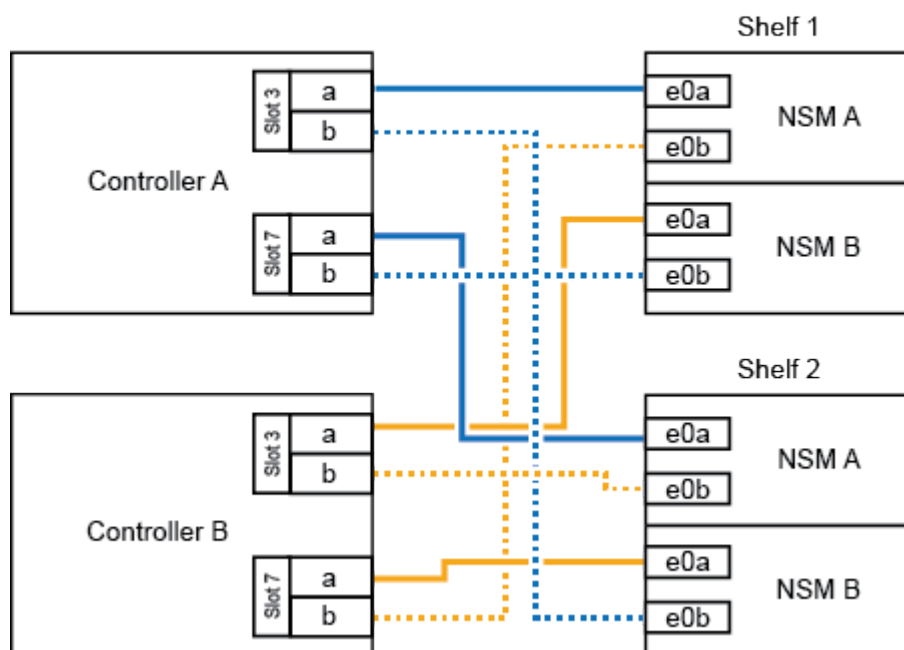 Shelf 1
Controller A
Slot 3
a
b
Slot 7
a
b
e0a
e0b
NSM A
e0a
e0b
NSM B
Shelf 2
Controller B
Slot 3
a
b
Slot 7
a
b
e0a
e0b
NSM A
e0a
e0b
NSM B